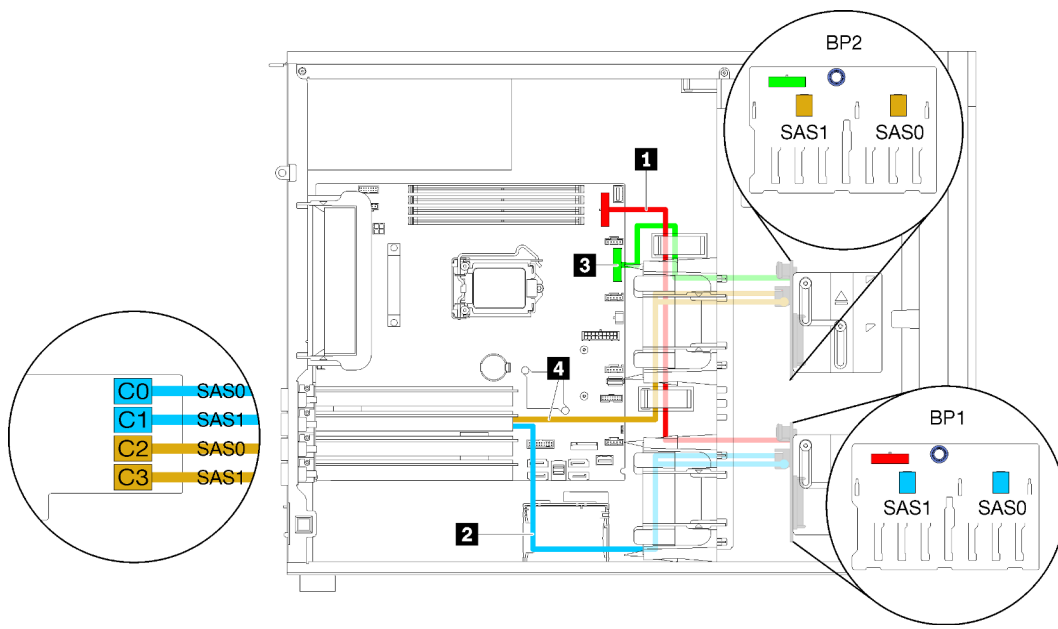 BP2
SAS1 SAS0
1
3
4
C0 SAS0
C1 SAS1
C2 SAS0
C3 SAS1
2
BP1
SAS1 SAS0